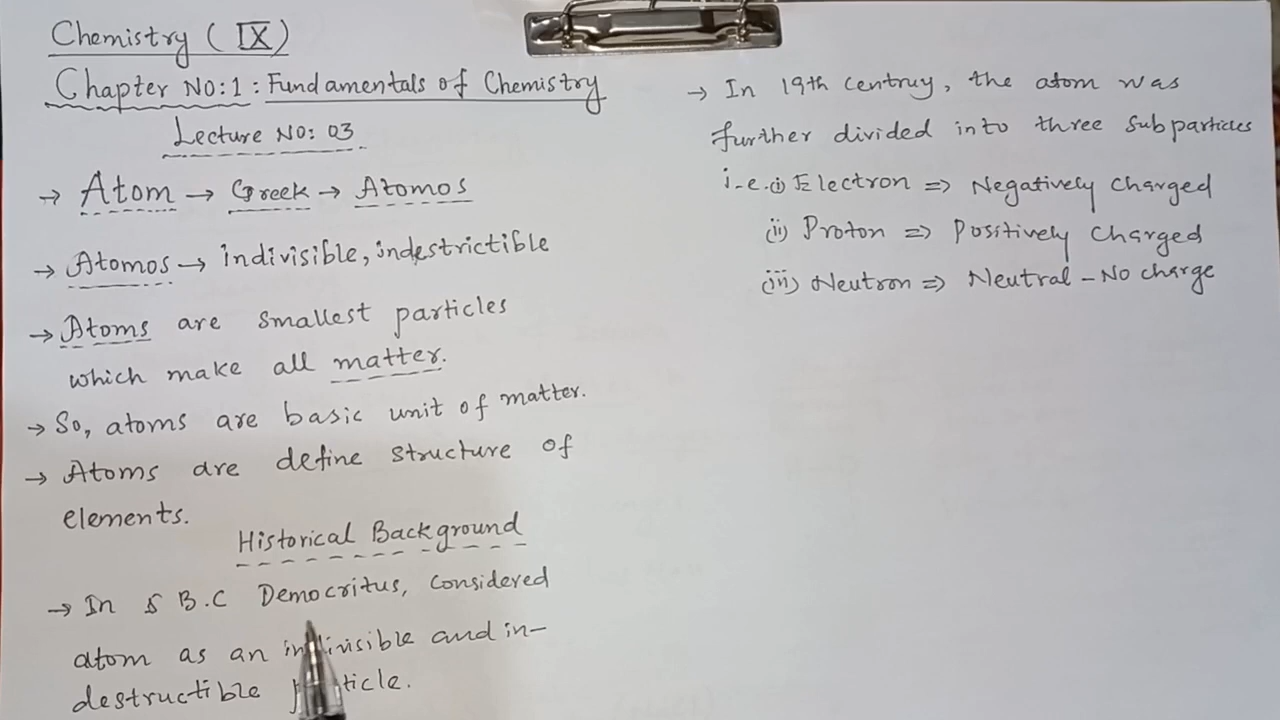 Chemistry (IX)
Chapter No:1: Fundamentals of Chemistry
Lecture No: 03
→ Atom → Greek → Atomos
→ Atomos → indivisible, indestrictible
→ Atoms are smallest particles
which make all matter.
→ So, atoms are basic unit of matter.
→ Atoms are define structure of
elements.
Historical Background
→ In 5 B.C Democritus, Considered
atom as an indivisible and in-
destructible particle.
→ In 19th centruy, the atom was
further divided into three subparticles
i-e. (i) Electron => Negatively charged
(ii) Proton => Positively charged
(iii) Neutron => Neutral - No charge